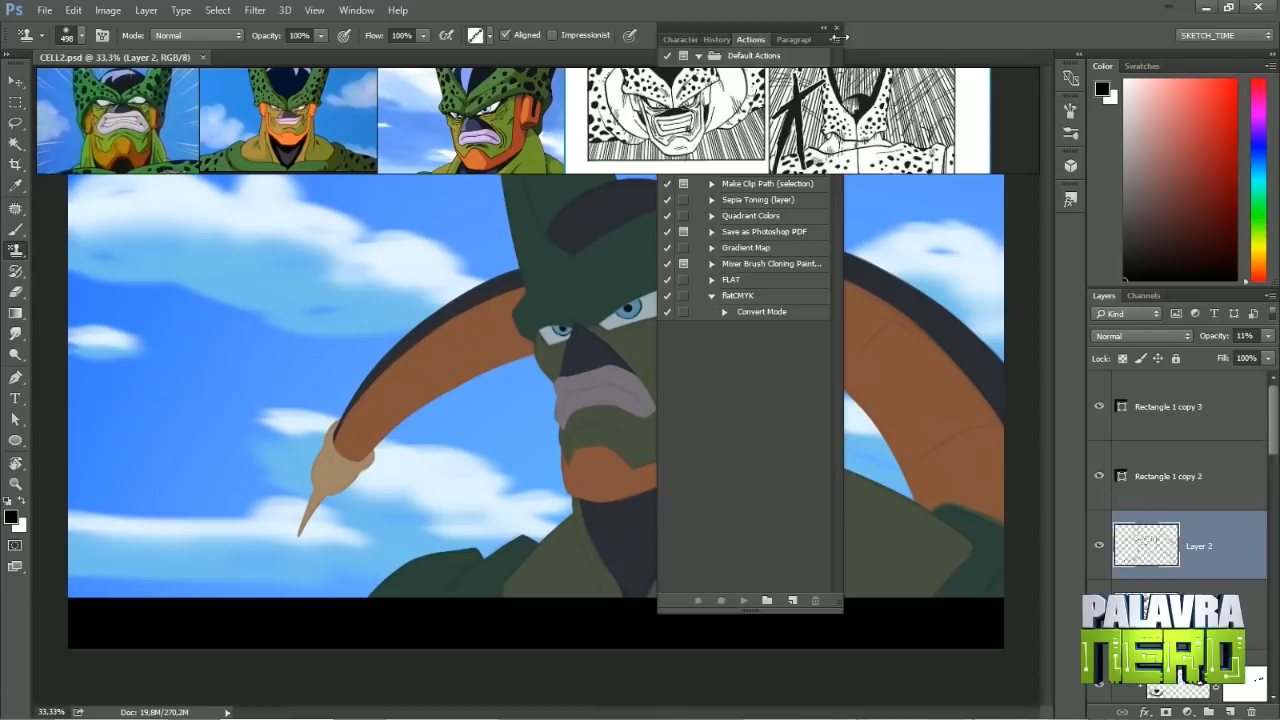 Ps File Edit Image Layer Type Select Filter 3D View Window Help
498 Mode: Normal Opacity: 100% Flow: 100% Aligned Impressionist SKETCH_TIME
Character History Actions Paragraph
CELL2.psd @ 33,3% (Layer 2, RGB/8) ×
Default Actions
Color Swatches
Make Clip Path (selection)
Sepia Toning (layer)
Quadrant Colors
Save as Photoshop PDF
Gradient Map
Mixer Brush Cloning Paint...
FLAT
flatCMYK
Convert Mode
Layers Channels
Kind
Normal Opacity: 11%
Lock: Fill: 100%
Rectangle 1 copy 3
Rectangle 1 copy 2
Layer 2
PALAVRA
NERD
33,33% Doc: 19,8M/270,2M